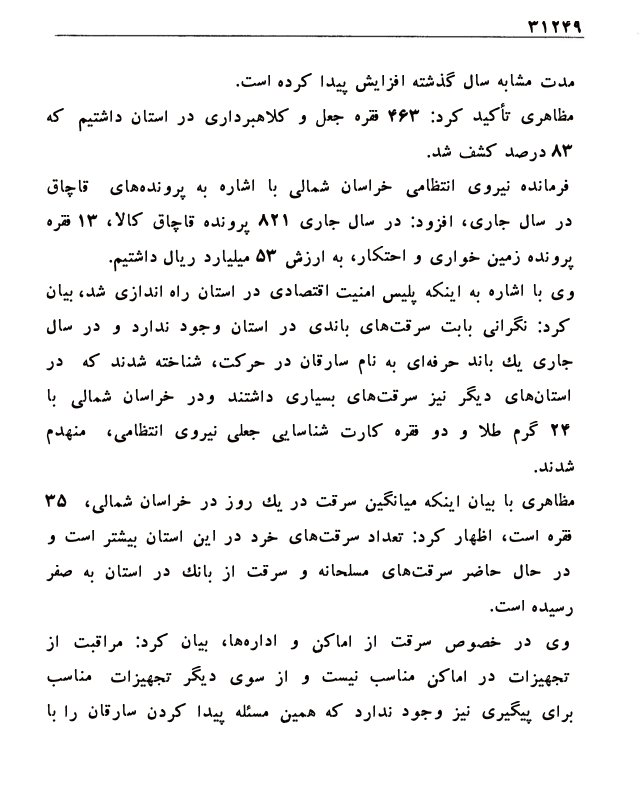 ۳۱۲۴۹
مدت مشابه سال گذشته افزایش پیدا کرده است.
مظاهری تأکید کرد: ۴۶۳ فقره جعل و کلاهبرداری در استان داشتیم که
۸۳ درصد کشف شد.
فرمانده نیروی انتظامی خراسان شمالی با اشاره به پرونده‌های قاچاق
در سال جاری، افزود: در سال جاری ۸۲۱ پرونده قاچاق کالا، ۱۳ فقره
پرونده زمین خواری و احتکار، به ارزش ۵۳ میلیارد ریال داشتیم.
وی با اشاره به اینکه پلیس امنیت اقتصادی در استان راه اندازی شد، بیان
کرد: نگرانی بابت سرقت‌های باندی در استان وجود ندارد و در سال
جاری یك باند حرفه‌ای به نام سارقان در حرکت، شناخته شدند که در
استان‌های دیگر نیز سرقت‌های بسیاری داشتند ودر خراسان شمالی با
۲۴ گرم طلا و دو فقره کارت شناسایی جعلی نیروی انتظامی، منهدم
شدند.
مظاهری با بیان اینکه میانگین سرقت در یك روز در خراسان شمالی، ۳۵
فقره است، اظهار کرد: تعداد سرقت‌های خرد در این استان بیشتر است و
در حال حاضر سرقت‌های مسلحانه و سرقت از بانك در استان به صفر
رسیده است.
وی در خصوص سرقت از اماکن و اداره‌ها، بیان کرد: مراقبت از
تجهیزات در اماکن مناسب نیست و از سوی دیگر تجهیزات مناسب
برای پیگیری نیز وجود ندارد که همین مسئله پیدا کردن سارقان را با